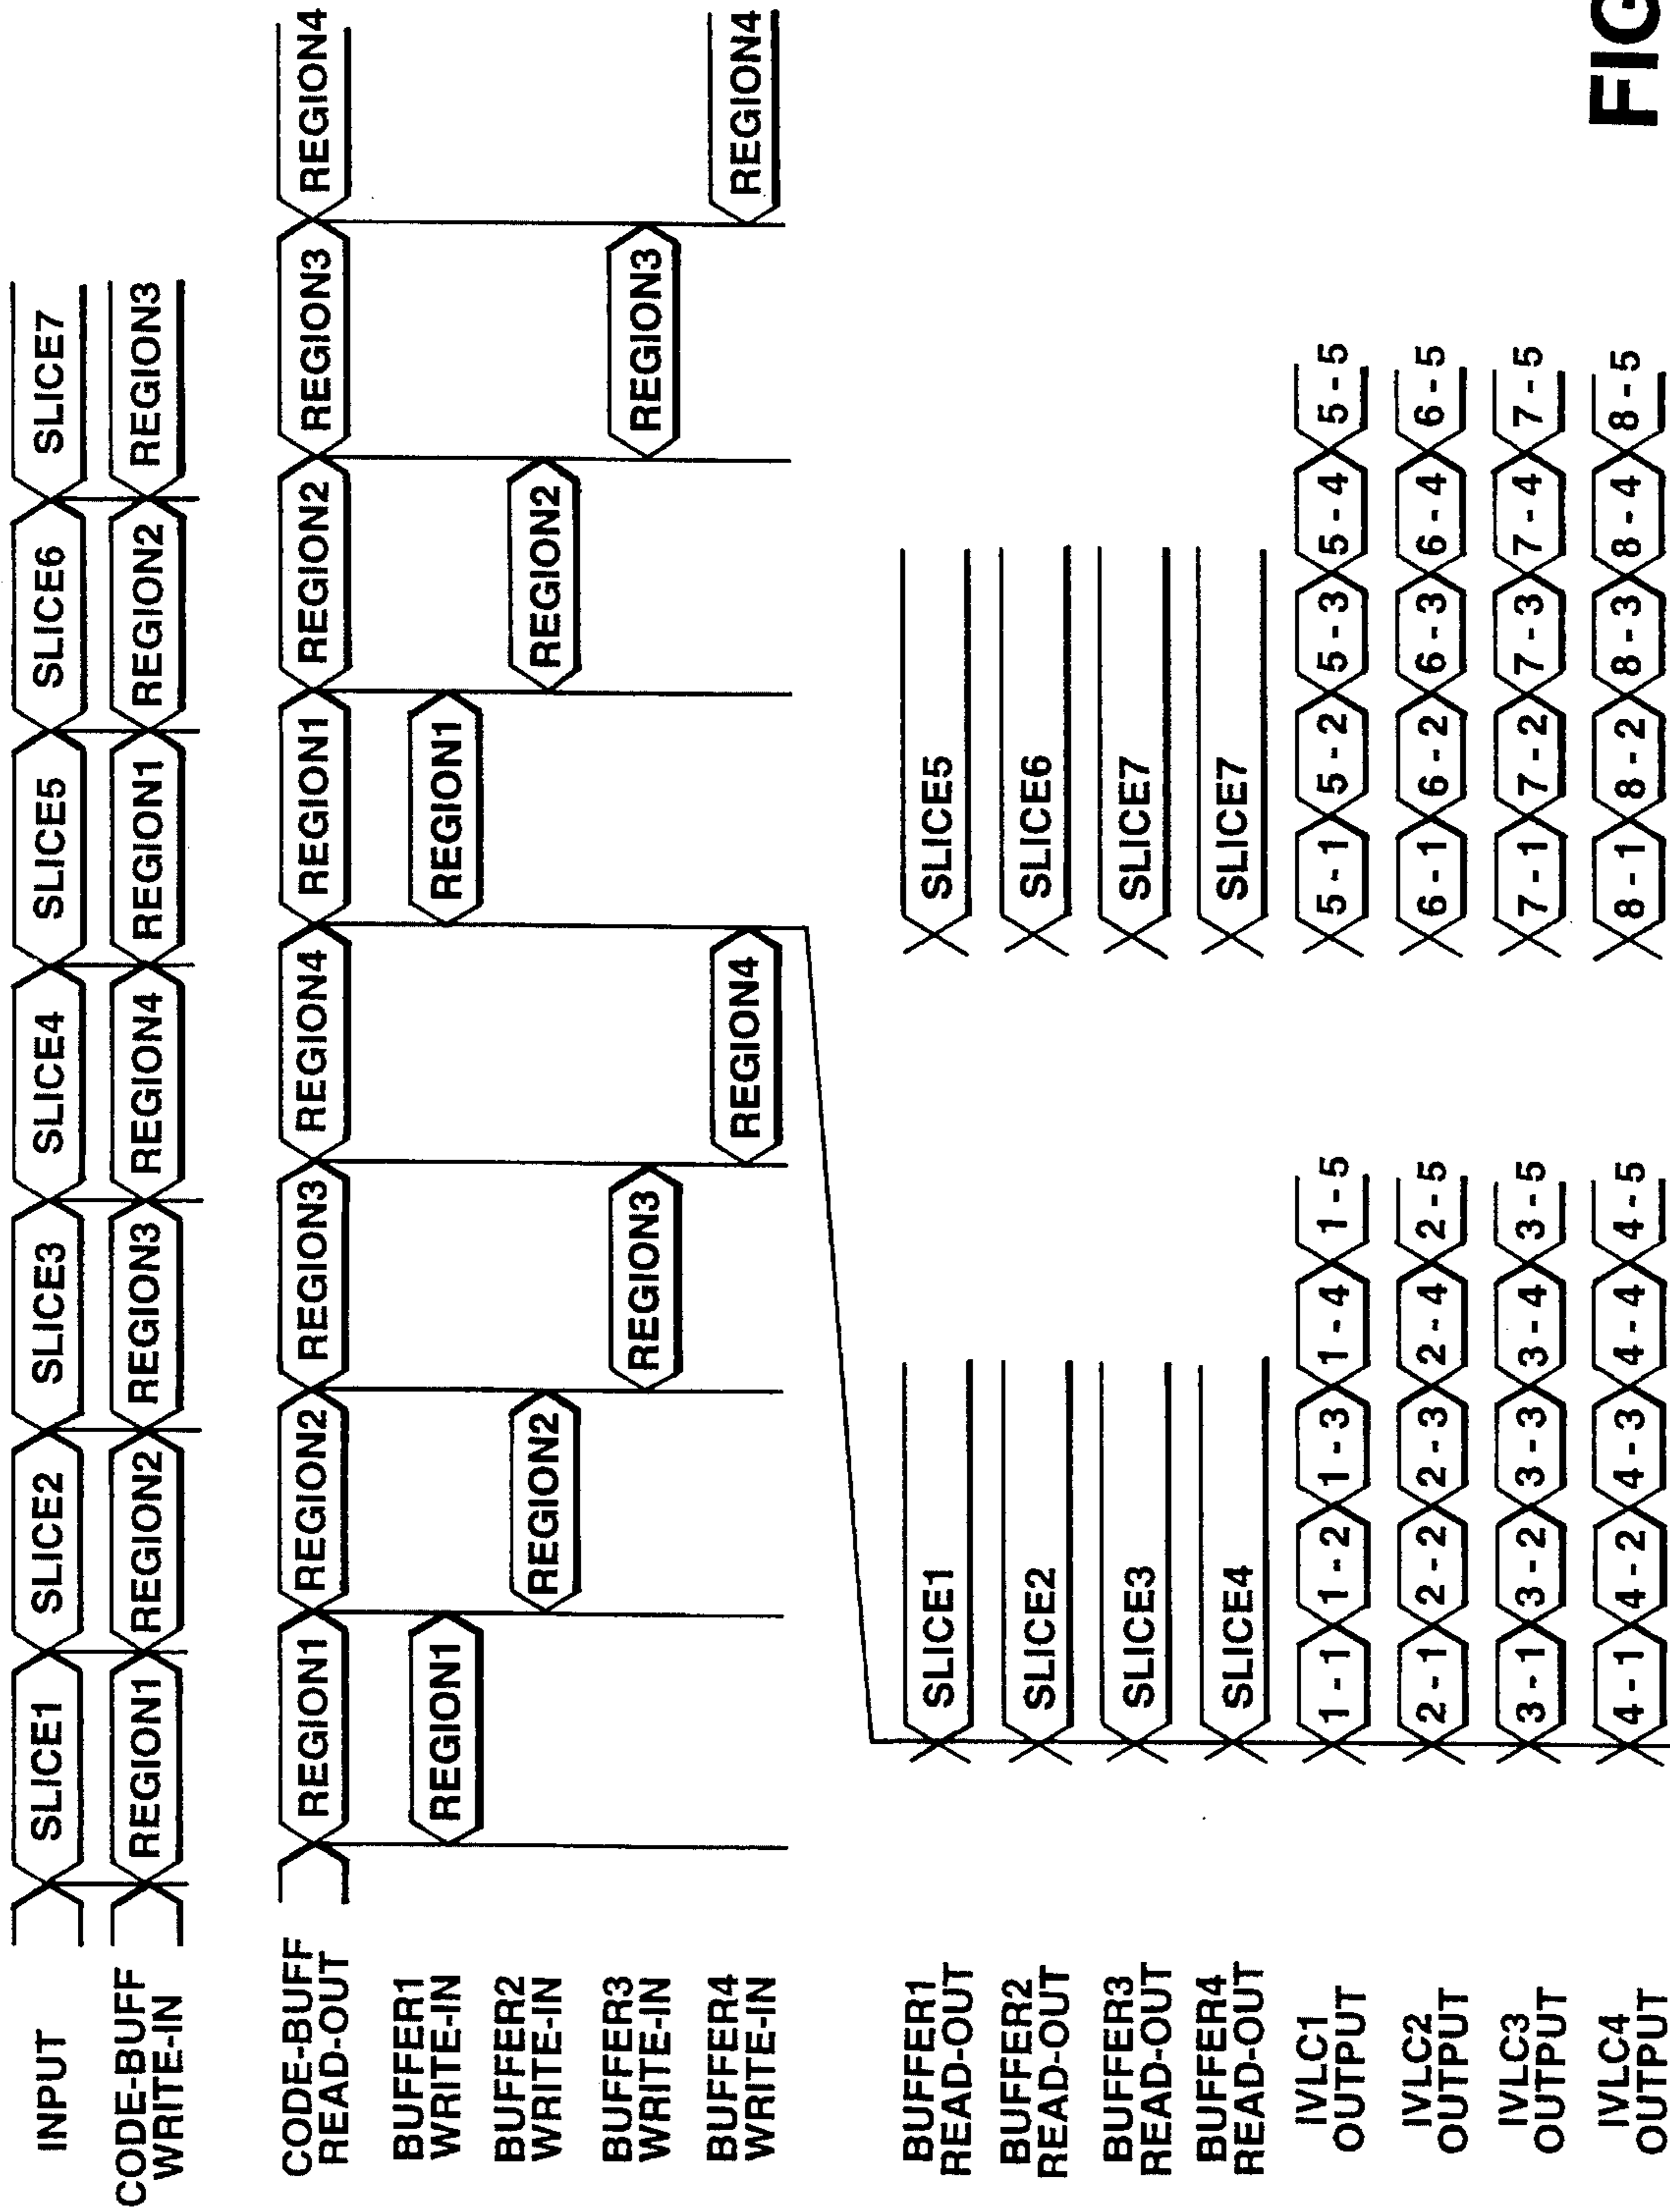 INPUT
SLICE1 SLICE2 SLICE3 SLICE4 SLICE5 SLICE6 SLICE7
CODE-BUFF
WRITE-IN
REGION1 REGION2 REGION3 REGION4 REGION1 REGION2 REGION3
CODE-BUFF
READ-OUT
REGION1 REGION2 REGION3 REGION4 REGION1 REGION2 REGION3 REGION4
BUFFER1
WRITE-IN
REGION1 REGION1
BUFFER2
WRITE-IN
REGION2 REGION2
BUFFER3
WRITE-IN
REGION3 REGION3
BUFFER4
WRITE-IN
REGION4 REGION4
BUFFER1
READ-OUT
SLICE1 SLICE5
BUFFER2
READ-OUT
SLICE2 SLICE6
BUFFER3
READ-OUT
SLICE3 SLICE7
BUFFER4
READ-OUT
SLICE4 SLICE7
IVLC1
OUTPUT
1-1 1-2 1-3 1-4 1-5 5-1 5-2 5-3 5-4 5-5
IVLC2
OUTPUT
2-1 2-2 2-3 2-4 2-5 6-1 6-2 6-3 6-4 6-5
IVLC3
OUTPUT
3-1 3-2 3-3 3-4 3-5 7-1 7-2 7-3 7-4 7-5
IVLC4
OUTPUT
4-1 4-2 4-3 4-4 4-5 8-1 8-2 8-3 8-4 8-5
FIG